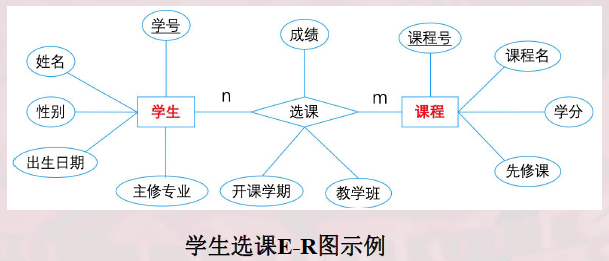 学号
成绩
课程号
姓名
课程名
n
m
性别
学生
选课
课程
学分
出生日期
先修课
主修专业
开课学期
教学班
学生选课E-R图示例